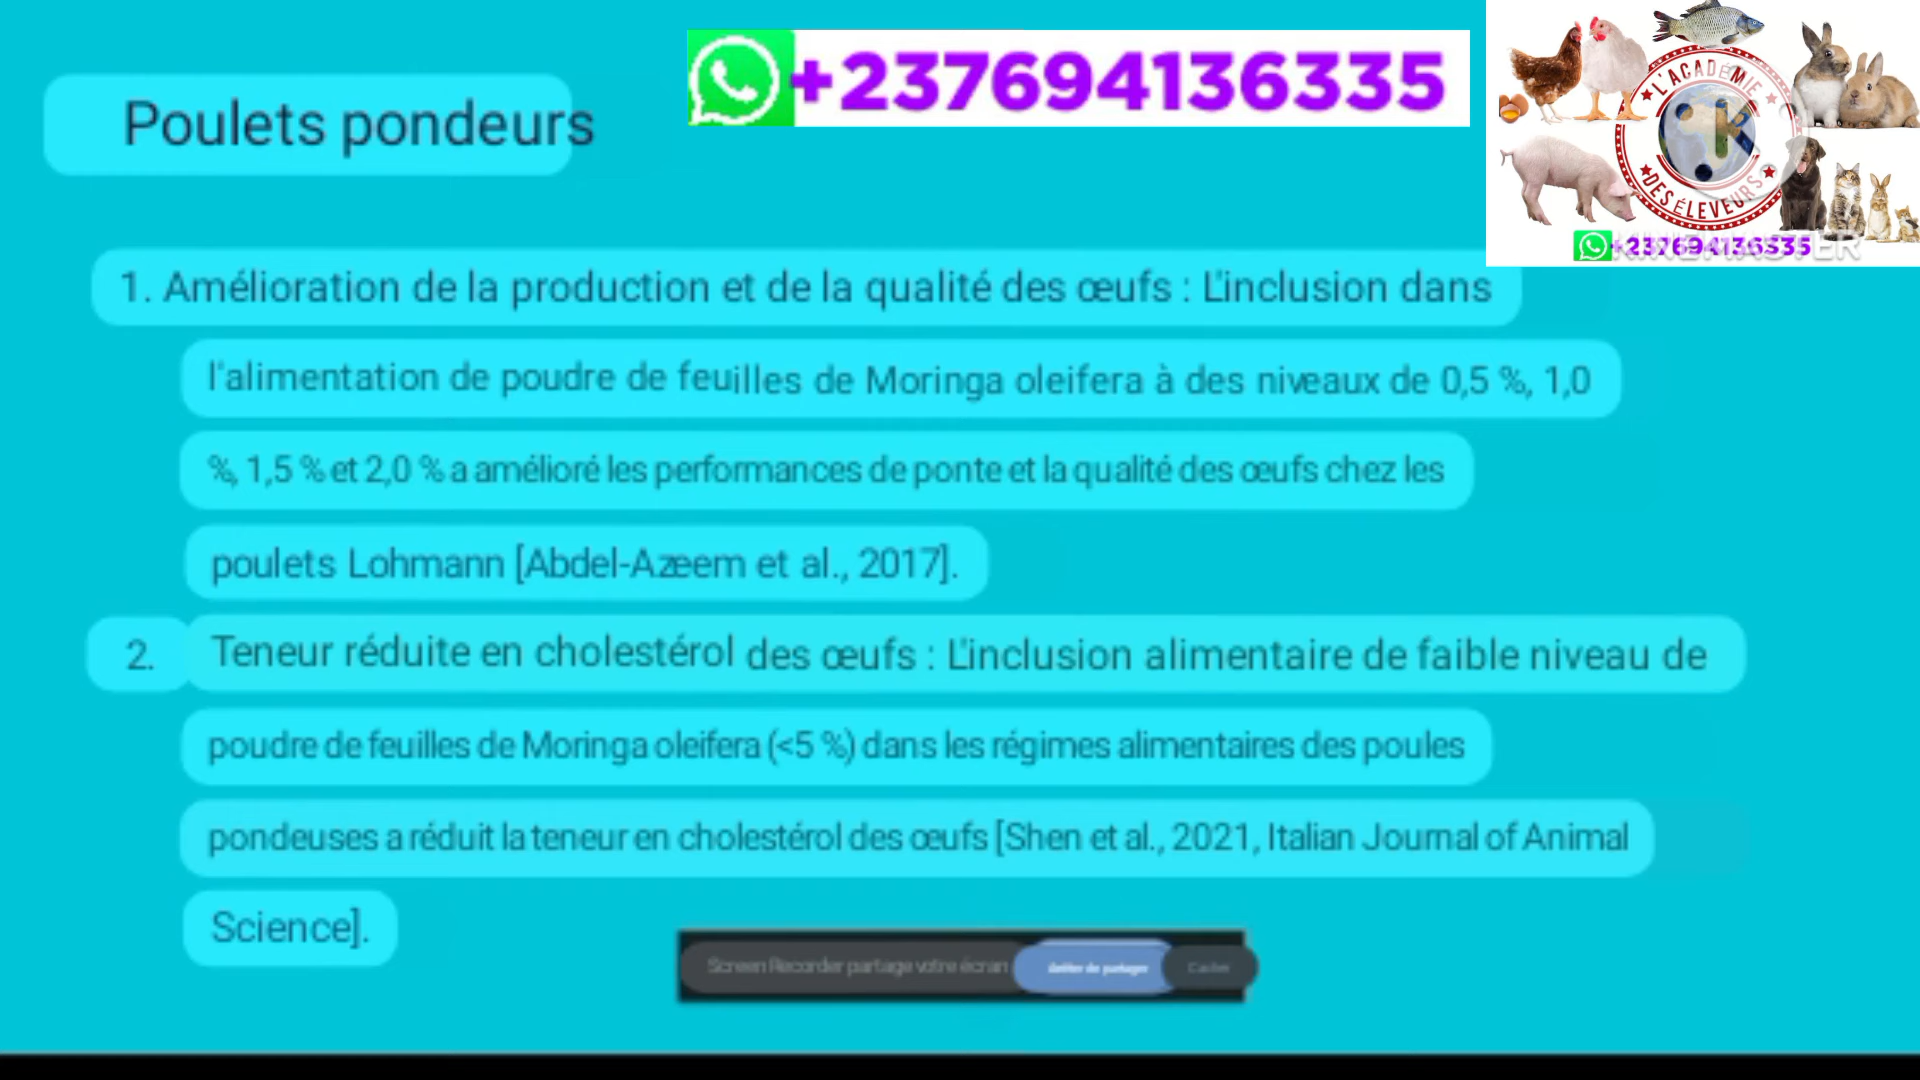 +237694136335
L'ACADÉMIE
DES ÉLEVEURS
+237694136335
Poulets pondeurs
1. Amélioration de la production et de la qualité des œufs : L'inclusion dans
l'alimentation de poudre de feuilles de Moringa oleifera à des niveaux de 0,5 %, 1,0
%, 1,5 % et 2,0 % a amélioré les performances de ponte et la qualité des œufs chez les
poulets Lohmann [Abdel-Azeem et al., 2017].
2. Teneur réduite en cholestérol des œufs : L'inclusion alimentaire de faible niveau de
poudre de feuilles de Moringa oleifera (<5 %) dans les régimes alimentaires des poules
pondeuses a réduit la teneur en cholestérol des œufs [Shen et al., 2021, Italian Journal of Animal
Science].
Screen Recorder partage votre écran